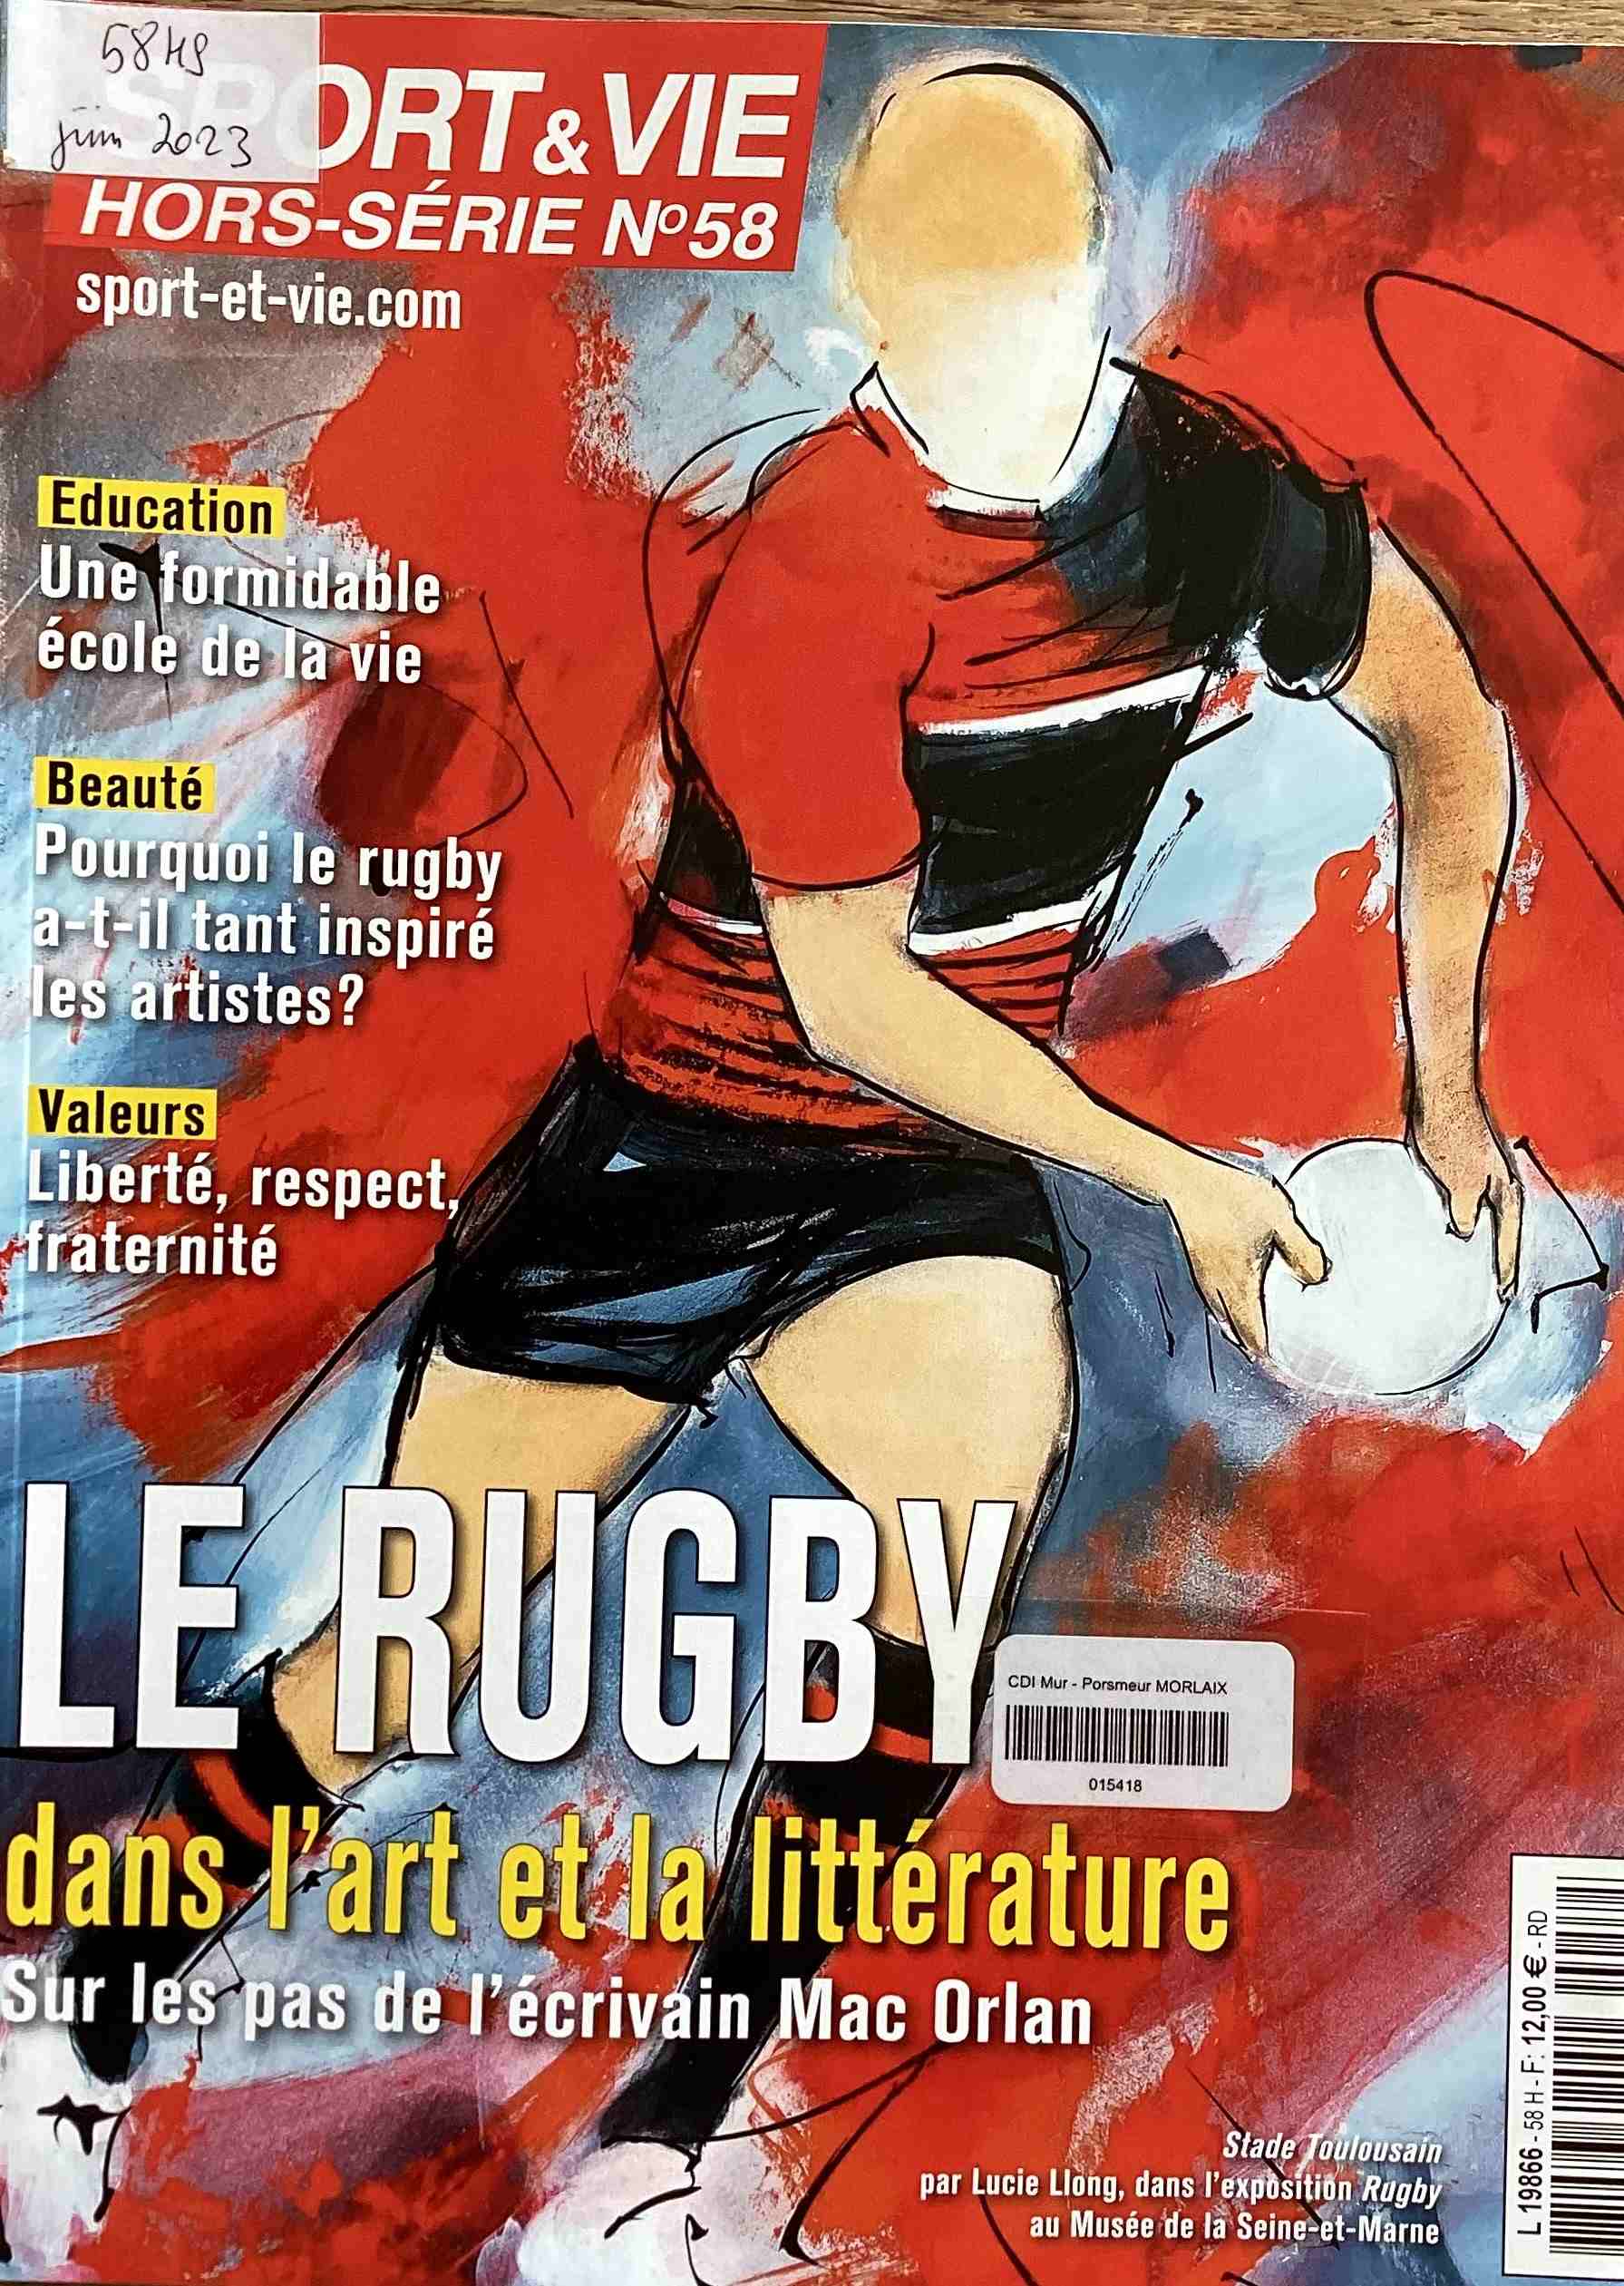 58 HS
juin 2023
SPORT & VIE
HORS-SÉRIE Nº 58
sport-et-vie.com
Education
Une formidable
école de la vie
Beauté
Pourquoi le rugby
a-t-il tant inspiré
les artistes?
Valeurs
Liberté, respect,
fraternité
LE RUGBY
CDI Mur - Porsmeur MORLAIX
015418
dans l'art et la littérature
Sur les pas de l'écrivain Mac Orlan
Stade Toulousain
par Lucie Llong, dans l'exposition Rugby
au Musée de la Seine-et-Marne
L 19866 - 58 H - F: 12,00 € - RD